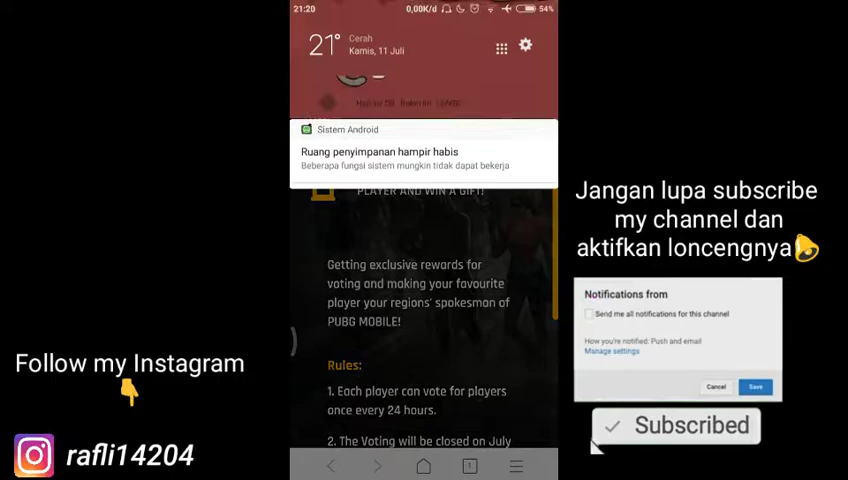 21:20
0,00K/d
54%
21°
Cerah
Kamis, 11 Juli
Sistem Android
Ruang penyimpanan hampir habis
Beberapa fungsi sistem mungkin tidak dapat bekerja
PLAYER AND WIN A GIFT!
Getting exclusive rewards for
voting and making your favourite
player your regions' spokesman of
PUBG MOBILE!
Rules:
1. Each player can vote for players
once every 24 hours.
2. The Voting will be closed on July
1
Follow my Instagram
rafli14204
Jangan lupa subscribe
my channel dan
aktifkan loncengnya
Notifications from
Send me all notifications for this channel
How you're notified: Push and email
Manage settings
Cancel
Save
Subscribed